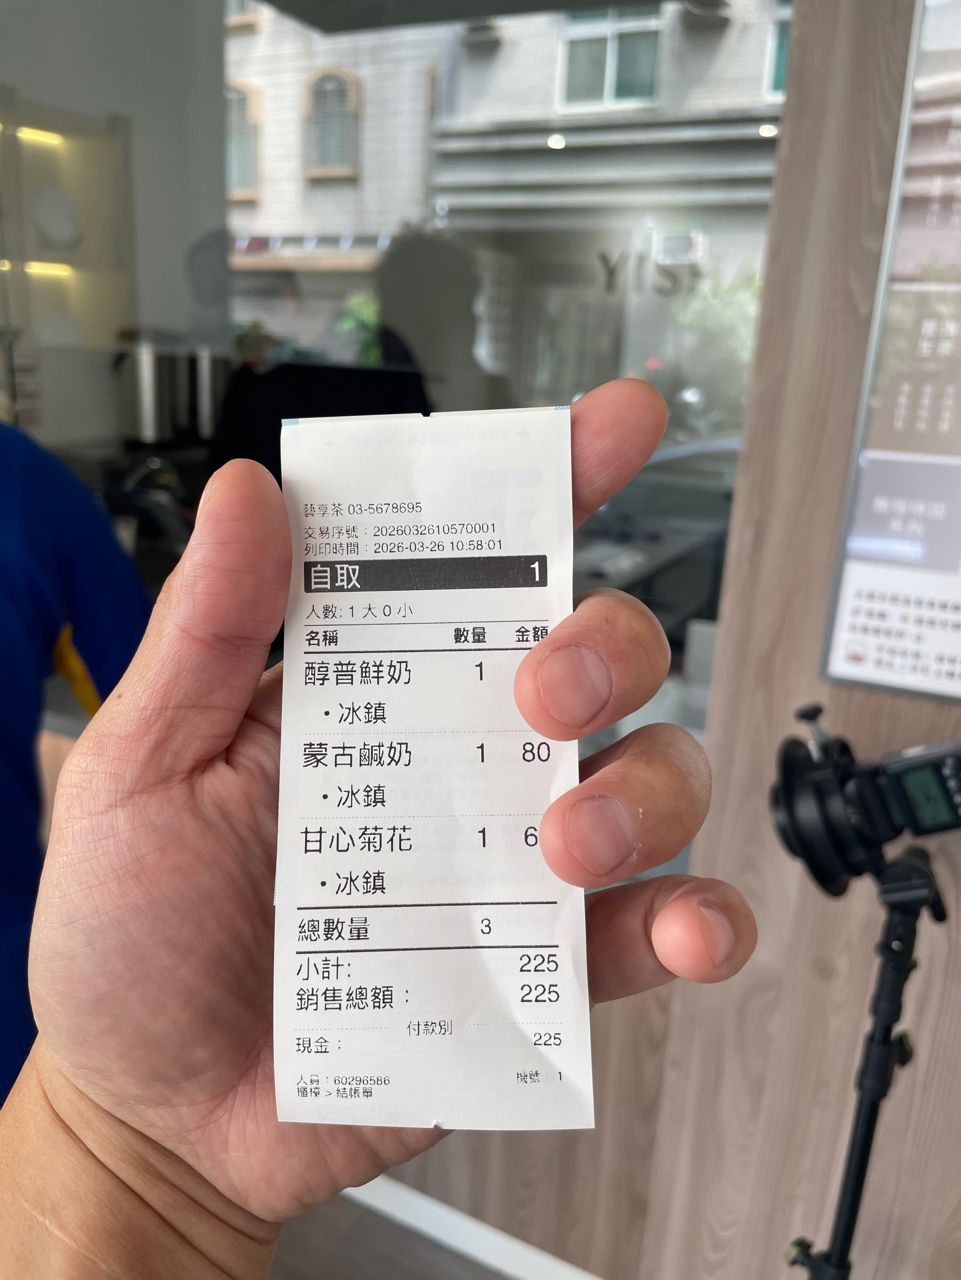 藝享茶 03-5678695
交易序號：2026032610570001
列印時間：2026-03-26 10:58:01
自取 1
人數: 1 大 0 小
名稱 數量 金額
醇普鮮奶 1
・冰鎮
蒙古鹹奶 1 80
・冰鎮
甘心菊花 1 6
・冰鎮
總數量 3
小計: 225
銷售總額： 225
付款別
現金： 225
人員：60296586 機號： 1
櫃檯 > 結帳單